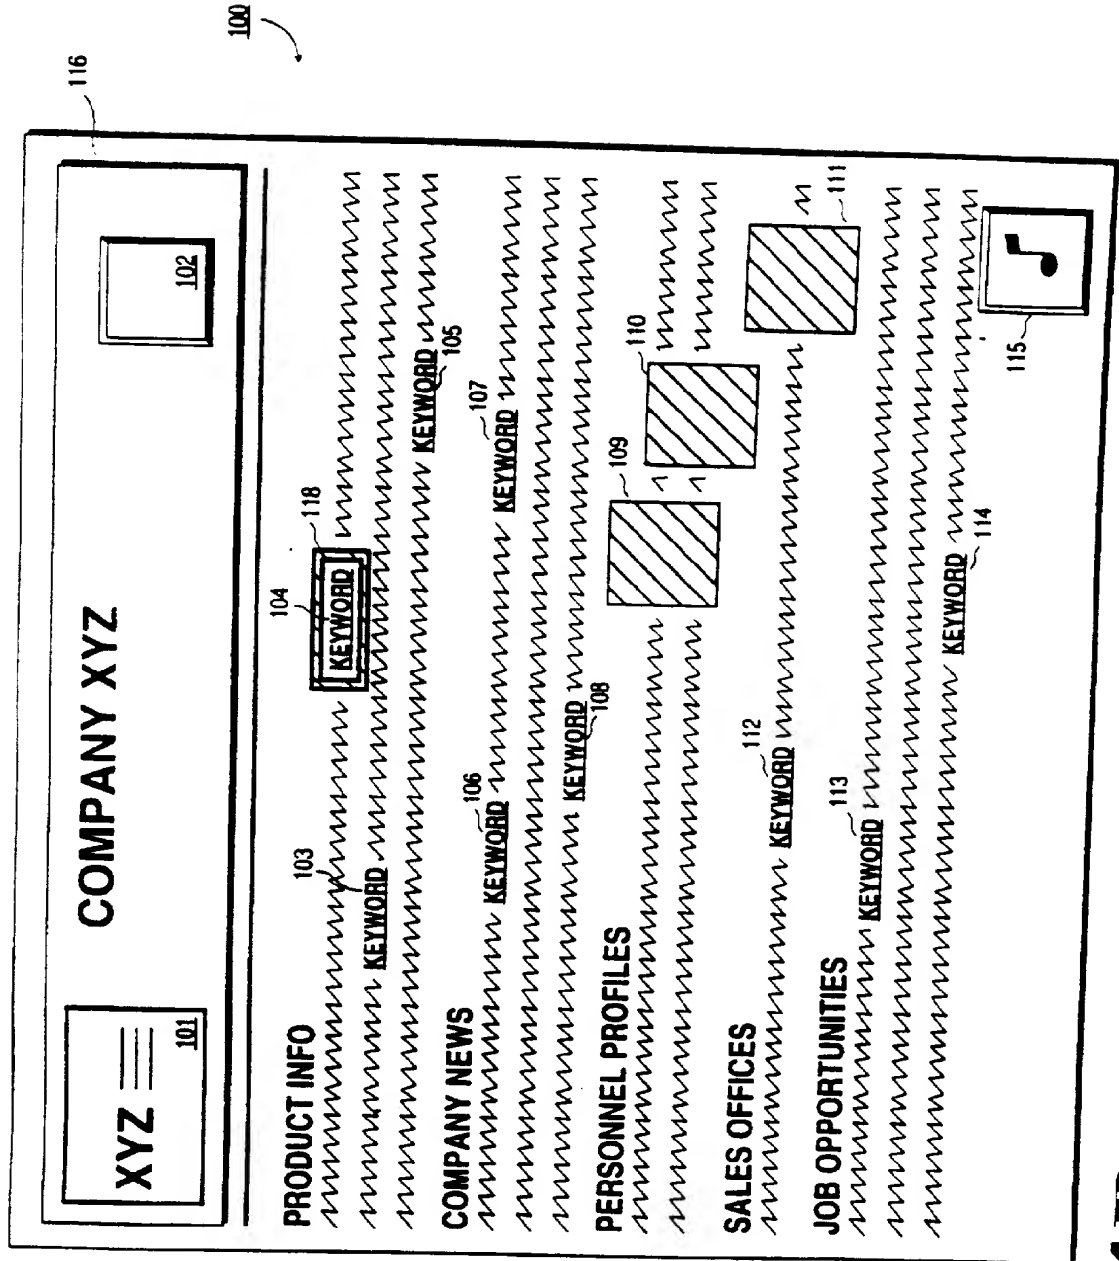 100
116
XYZ
101
COMPANY XYZ
102
PRODUCT INFO
103
104
118
KEYWORD
KEYWORD
KEYWORD
105
COMPANY NEWS
106
107
KEYWORD
KEYWORD
KEYWORD
108
PERSONNEL PROFILES
109
110
SALES OFFICES
112
KEYWORD
111
JOB OPPORTUNITIES
113
KEYWORD
KEYWORD
114
115